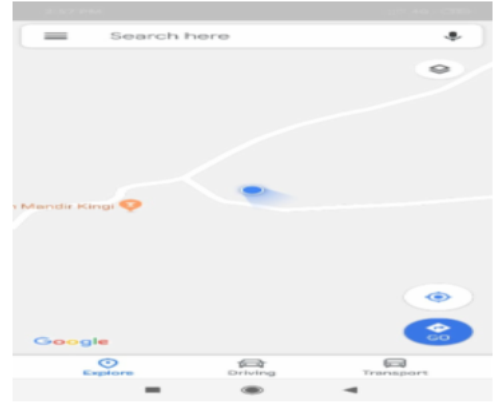 Search here
Mandir Kingi
Google
GO
Explore
Driving
Transport